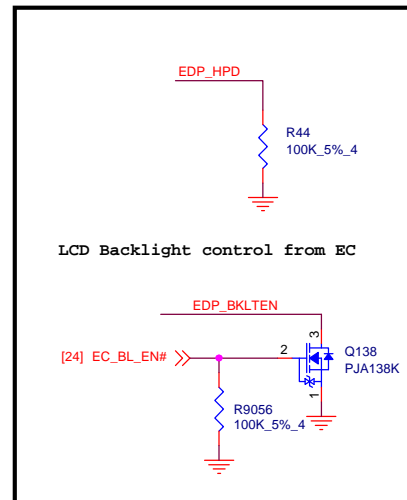 EDP_HPD
R44
100K_5%_4
LCD Backlight control from EC
EDP_BKLTEN
3
[24] EC_BL_EN#
2
Q138
PJA138K
1
R9056
100K_5%_4